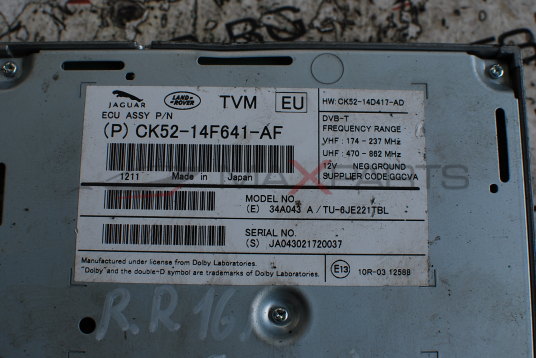 JAGUAR
LAND-
ROVER
TVM
EU
ECU ASSY P/N
(P) CK52-14F641-AF
1211 Made in Japan
HW: CK52-14D417-AD
DVB-T
FREQUENCY RANGE
VHF : 174 - 237 MHz
UHF : 470 - 862 MHz
12V NEG GROUND
SUPPLIER CODE GGCVA
MODEL NO.
(E) 34A043 A / TU-6JE221TBL
SERIAL NO.
(S) JA043021720037
Manufactured under license from Dolby Laboratories.
"Dolby" and the double-D symbol are trademarks of Dolby Laboratories.
E13
10R-03 12588
R.R 16